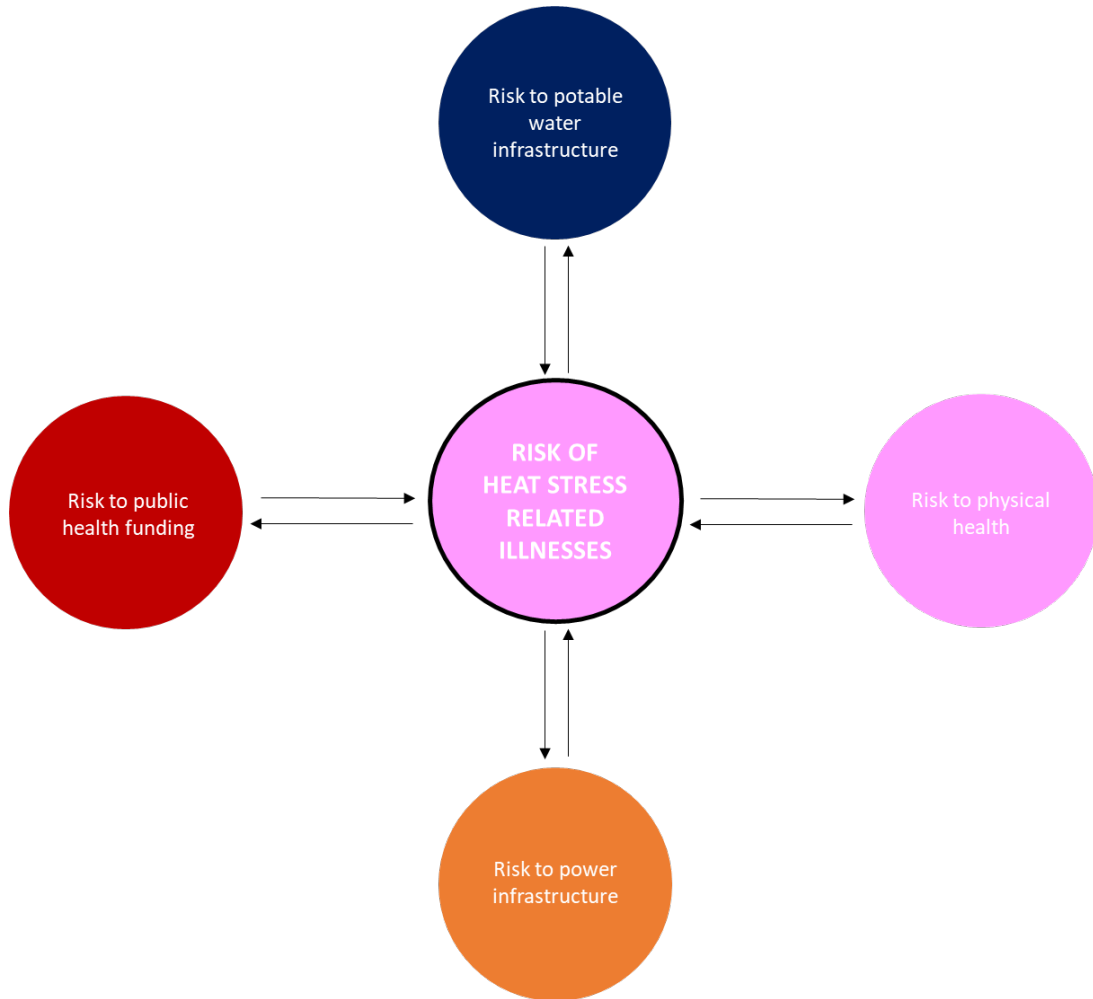 Risk to potable
water
infrastructure
Risk to public
health funding
RISK OF
HEAT STRESS
RELATED
ILLNESSES
Risk to physical
health
Risk to power
infrastructure